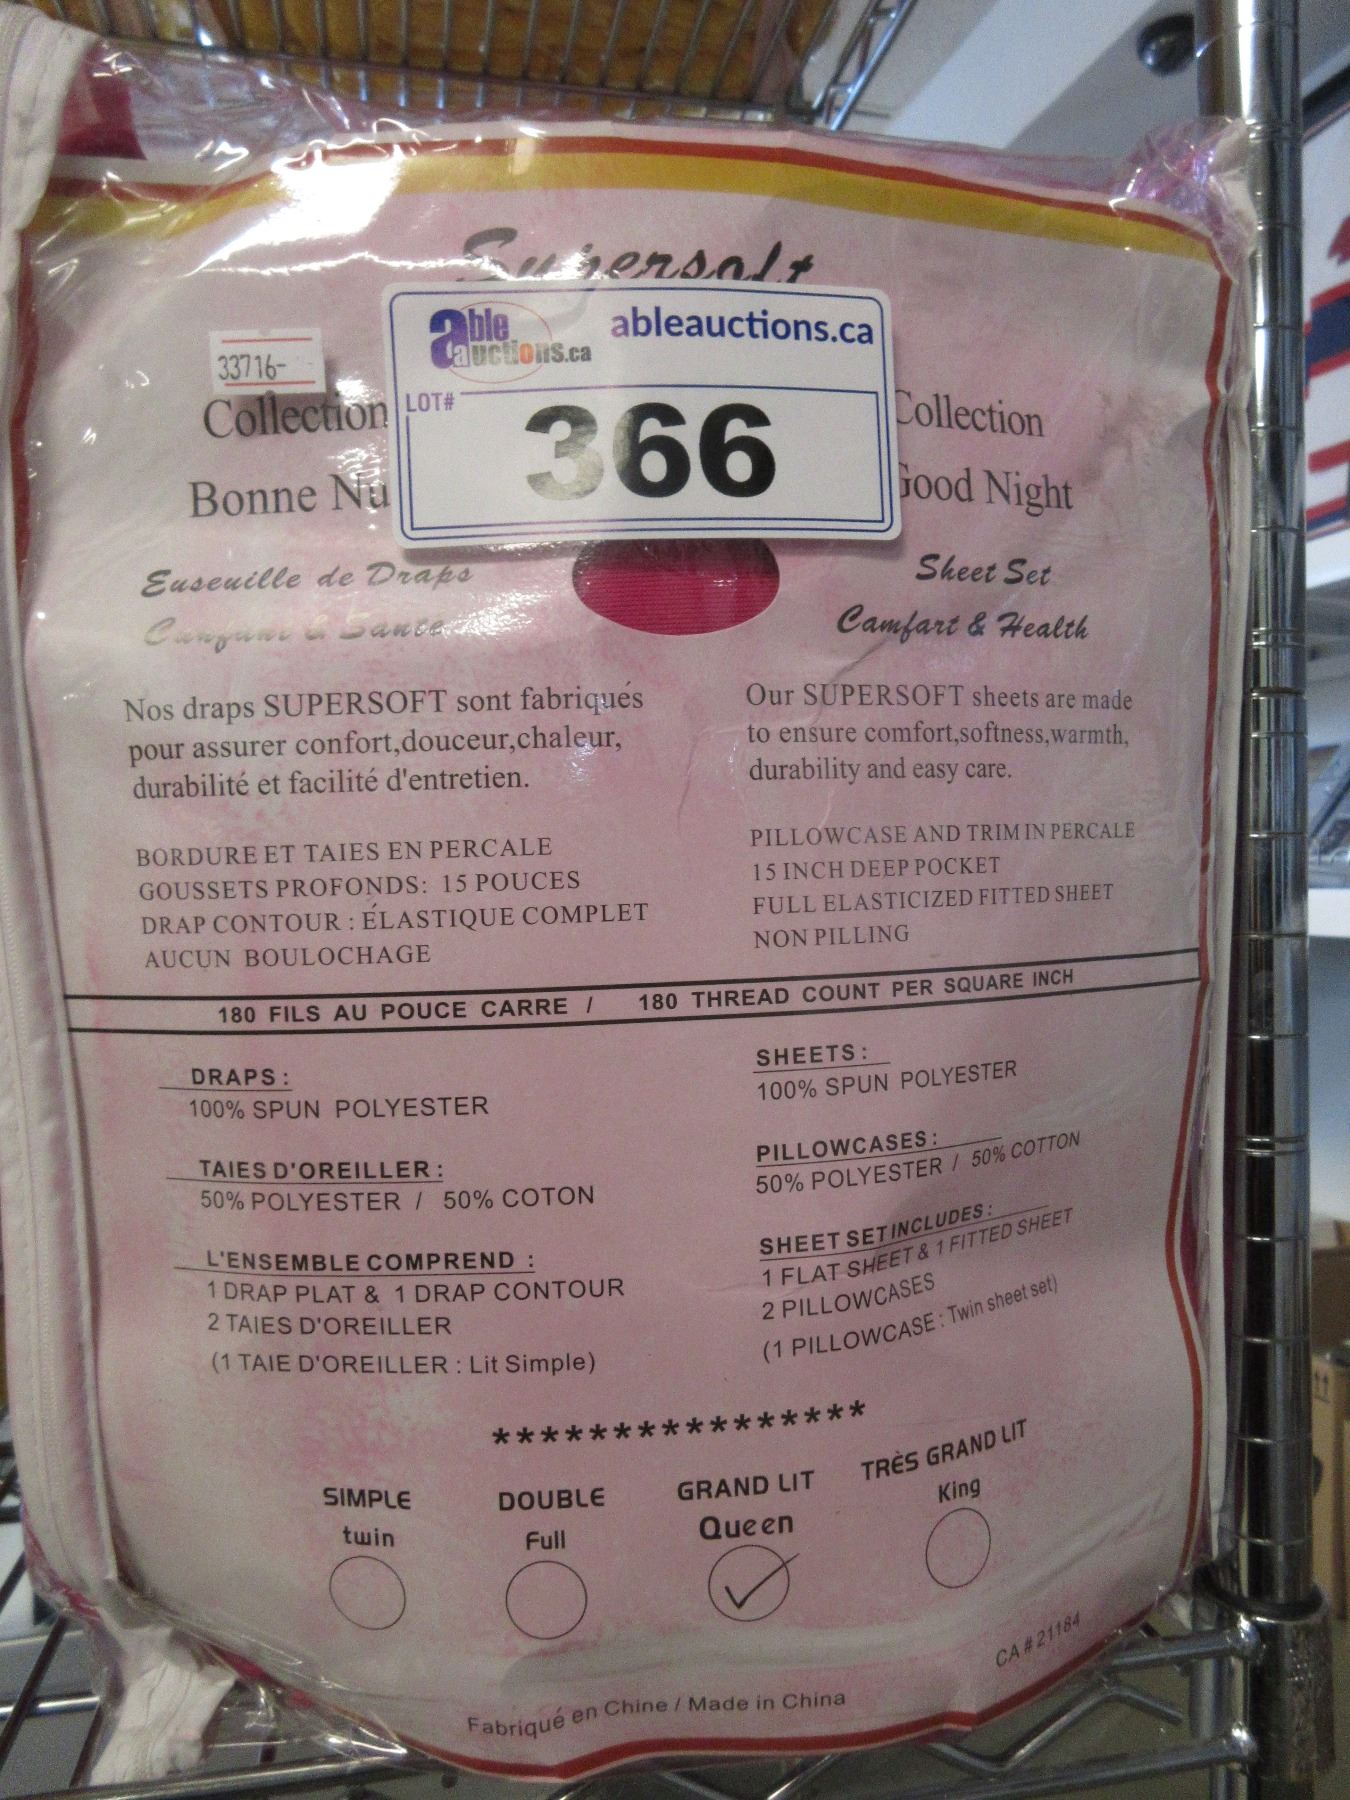 Supersoft
able
auctions.ca
ableauctions.ca
33716-
LOT#
366
Collection
Bonne Nu
Collection
Good Night
Euseuille de Draps
Sheet Set
Camfart & Health
Nos draps SUPERSOFT sont fabriqués
pour assurer confort,douceur,chaleur,
durabilité et facilité d'entretien.
Our SUPERSOFT sheets are made
to ensure comfort,softness,warmth,
durability and easy care.
BORDURE ET TAIES EN PERCALE
GOUSSETS PROFONDS: 15 POUCES
DRAP CONTOUR : ÉLASTIQUE COMPLET
AUCUN BOULOCHAGE
PILLOWCASE AND TRIM IN PERCALE
15 INCH DEEP POCKET
FULL ELASTICIZED FITTED SHEET
NON PILLING
180 FILS AU POUCE CARRE / 180 THREAD COUNT PER SQUARE INCH
DRAPS :
100% SPUN POLYESTER
TAIES D'OREILLER :
50% POLYESTER / 50% COTON
L'ENSEMBLE COMPREND :
1 DRAP PLAT & 1 DRAP CONTOUR
2 TAIES D'OREILLER
(1 TAIE D'OREILLER : Lit Simple)
SHEETS :
100% SPUN POLYESTER
PILLOWCASES :
50% POLYESTER / 50% COTTON
SHEET SET INCLUDES :
1 FLAT SHEET & 1 FITTED SHEET
2 PILLOWCASES
(1 PILLOWCASE : Twin sheet set)
****************
SIMPLE
twin
DOUBLE
Full
GRAND LIT
Queen
TRÈS GRAND LIT
King
CA # 21184
Fabriqué en Chine / Made in China